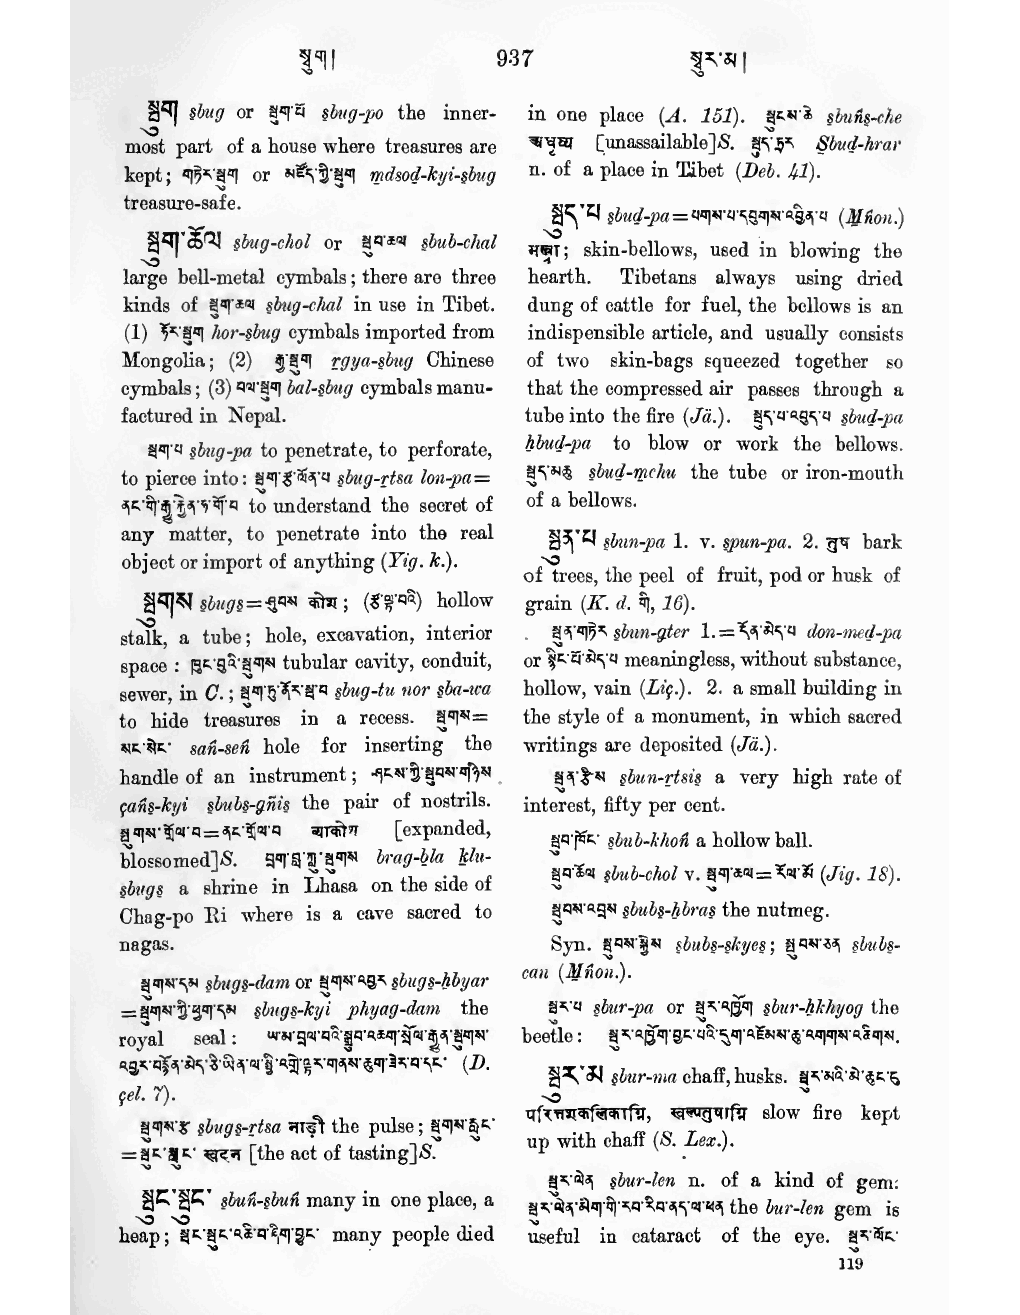 སྦུག། 937 སྦུར་མ།
སྦུག sbug or སྦུག་པོ sbug-po the inner-
most part of a house where treasures are
kept; གཏེར་སྦུག or མཛོད་ཀྱི་སྦུག mdsod-kyi-sbug
treasure-safe.
སྦུག་ཆོལ sbug-chol or སྦུབ་ཆལ sbub-chal
large bell-metal cymbals; there are three
kinds of སྦུག་ཆལ sbug-chal in use in Tibet.
(1) ཧོར་སྦུག hor-sbug cymbals imported from
Mongolia; (2) རྒྱ་སྦུག rgya-sbug Chinese
cymbals; (3) བལ་སྦུག bal-sbug cymbals manu-
factured in Nepal.
སྦུག་པ sbug-pa to penetrate, to perforate,
to pierce into: སྦུག་རྩ་ལོན་པ sbug-rtsa lon-pa=
to understand the secret of
any matter, to penetrate into the real
object or import of anything (Yig. k.).
སྦུགས sbugs=ཤུབས कोश; hollow
stalk, a tube; hole, excavation, interior
space: ཁུང་བུའི་སྦུགས tubular cavity, conduit,
sewer, in C.; སྦུག་ཏུ་ནོར་སྦ་བ sbug-tu nor sba-wa
to hide treasures in a recess. སྦུགས=
སང་སེང་ sañ-señ hole for inserting the
handle of an instrument; ཤངས་ཀྱི་སྦུབས་གཉིས
çañs-kyi sbubs-gñis the pair of nostrils.
[expanded,
blossomed]S. བྲག་བླ་ཀླུ་སྦུགས brag-bla klu-
sbugs a shrine in Lhasa on the side of
Chag-po Ri where is a cave sacred to
nagas.
སྦུགས་དམ sbugs-dam or སྦུགས་འབྱར sbugs-hbyar
=སྦུགས་ཀྱི་ཕྱག་དམ sbugs-kyi phyag-dam the
royal seal:
(D.
çel. 7).
སྦུགས་རྩ sbugs-rtsa नाड़ी the pulse;
[the act of tasting]S.
སྦུང་སྦུང་ sbuñ-sbuñ many in one place, a
heap; སྦུང་སྦུང་འཆི་བ་དེག་བྱུང་ many people died
in one place (A. 151). སྦུངས་ཆེ sbuñs-che
[unassailable]S. སྦུད་ཧྲར Sbud-hrar
n. of a place in Tibet (Deb. 41).
སྦུད་པ sbud-pa=པགས་པ་དབུགས་འབྱིན་པ (Mñon.)
भस्त्रा; skin-bellows, used in blowing the
hearth. Tibetans always using dried
dung of cattle for fuel, the bellows is an
indispensible article, and usually consists
of two skin-bags squeezed together so
that the compressed air passes through a
tube into the fire (Jä.). སྦུད་པ་འབུད་པ sbud-pa
hbud-pa to blow or work the bellows.
སྦུད་མཆུ sbud-mchu the tube or iron-mouth
of a bellows.
སྦུན་པ sbun-pa 1. v. spun-pa. 2. तुष bark
of trees, the peel of fruit, pod or husk of
grain (K. d. ཤི, 16).
སྦུན་གཏེར sbun-gter 1.=དོན་མེད་པ don-med-pa
or སྙིང་པོ་མེད་པ meaningless, without substance,
hollow, vain (Liç.). 2. a small building in
the style of a monument, in which sacred
writings are deposited (Jä.).
སྦུན་རྩིས sbun-rtsis a very high rate of
interest, fifty per cent.
སྦུབ་ཁོང་ sbub-khoñ a hollow ball.
སྦུབ་ཆོལ sbub-chol v. སྦུག་ཆལ=རོལ་མོ (Jig. 18).
སྦུབས་འབྲས sbubs-hbras the nutmeg.
Syn. སྦུབས་སྐྱེས sbubs-skyes; སྦུབས་ཅན sbubs-
can (Mñon.).
སྦུར་པ sbur-pa or སྦུར་འཁྱོག sbur-hkhyog the
beetle: སྦུར་འཁྱོག་བྱུང་པའི་དུག་འཇོམས་རྩ་འགགས་འཆིགས.
སྦུར་མ sbur-ma chaff, husks. སྦུར་མའི་མེ་ཆུང་ངུ
slow fire kept
up with chaff (S. Lex.).
སྦུར་ལེན sbur-len n. of a kind of gem:
སྦུར་ལེན་མིག་གི་རབ་རིབ་ནད་ལ་ཕན the bur-len gem is
useful in cataract of the eye. སྦུར་ལོང་
119